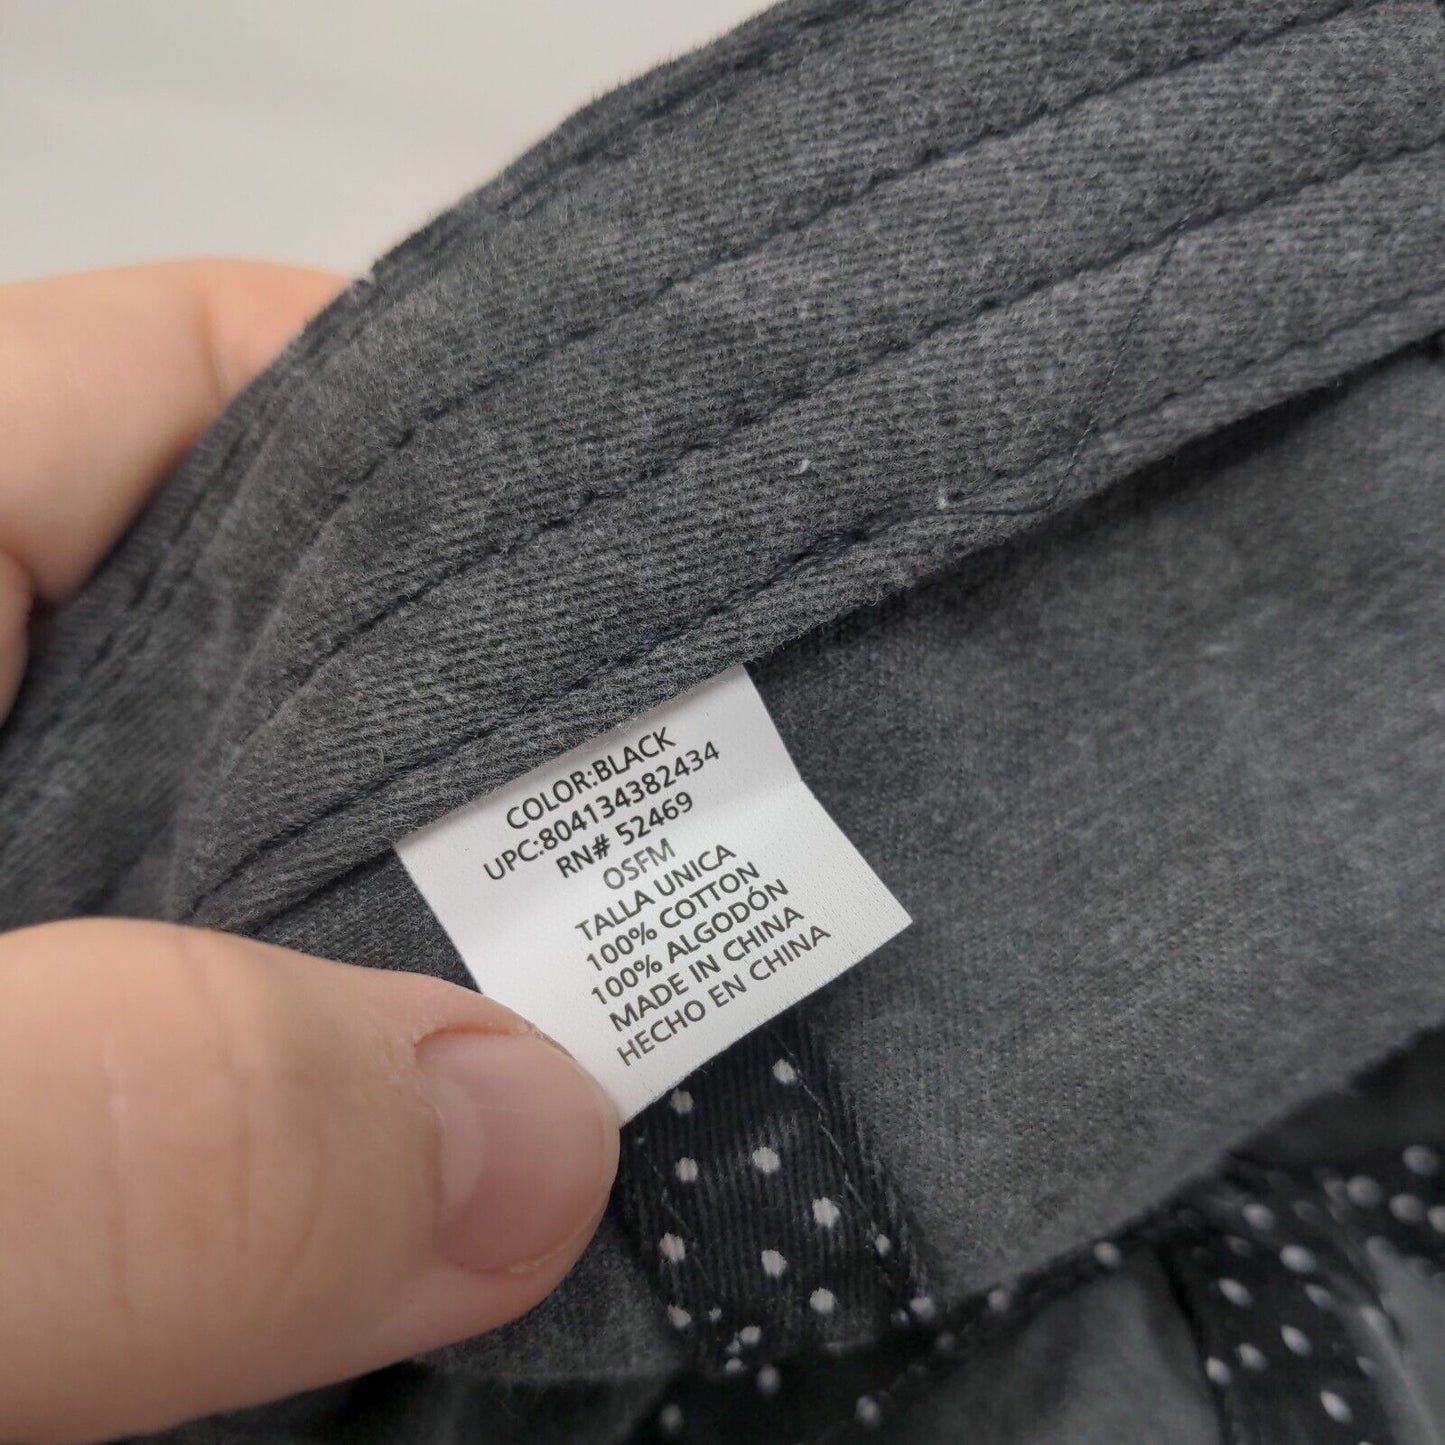 COLOR:BLACK
UPC:804134382434
RN# 52469
OSFM
TALLA UNICA
100% COTTON
100% ALGODÓN
MADE IN CHINA
HECHO EN CHINA